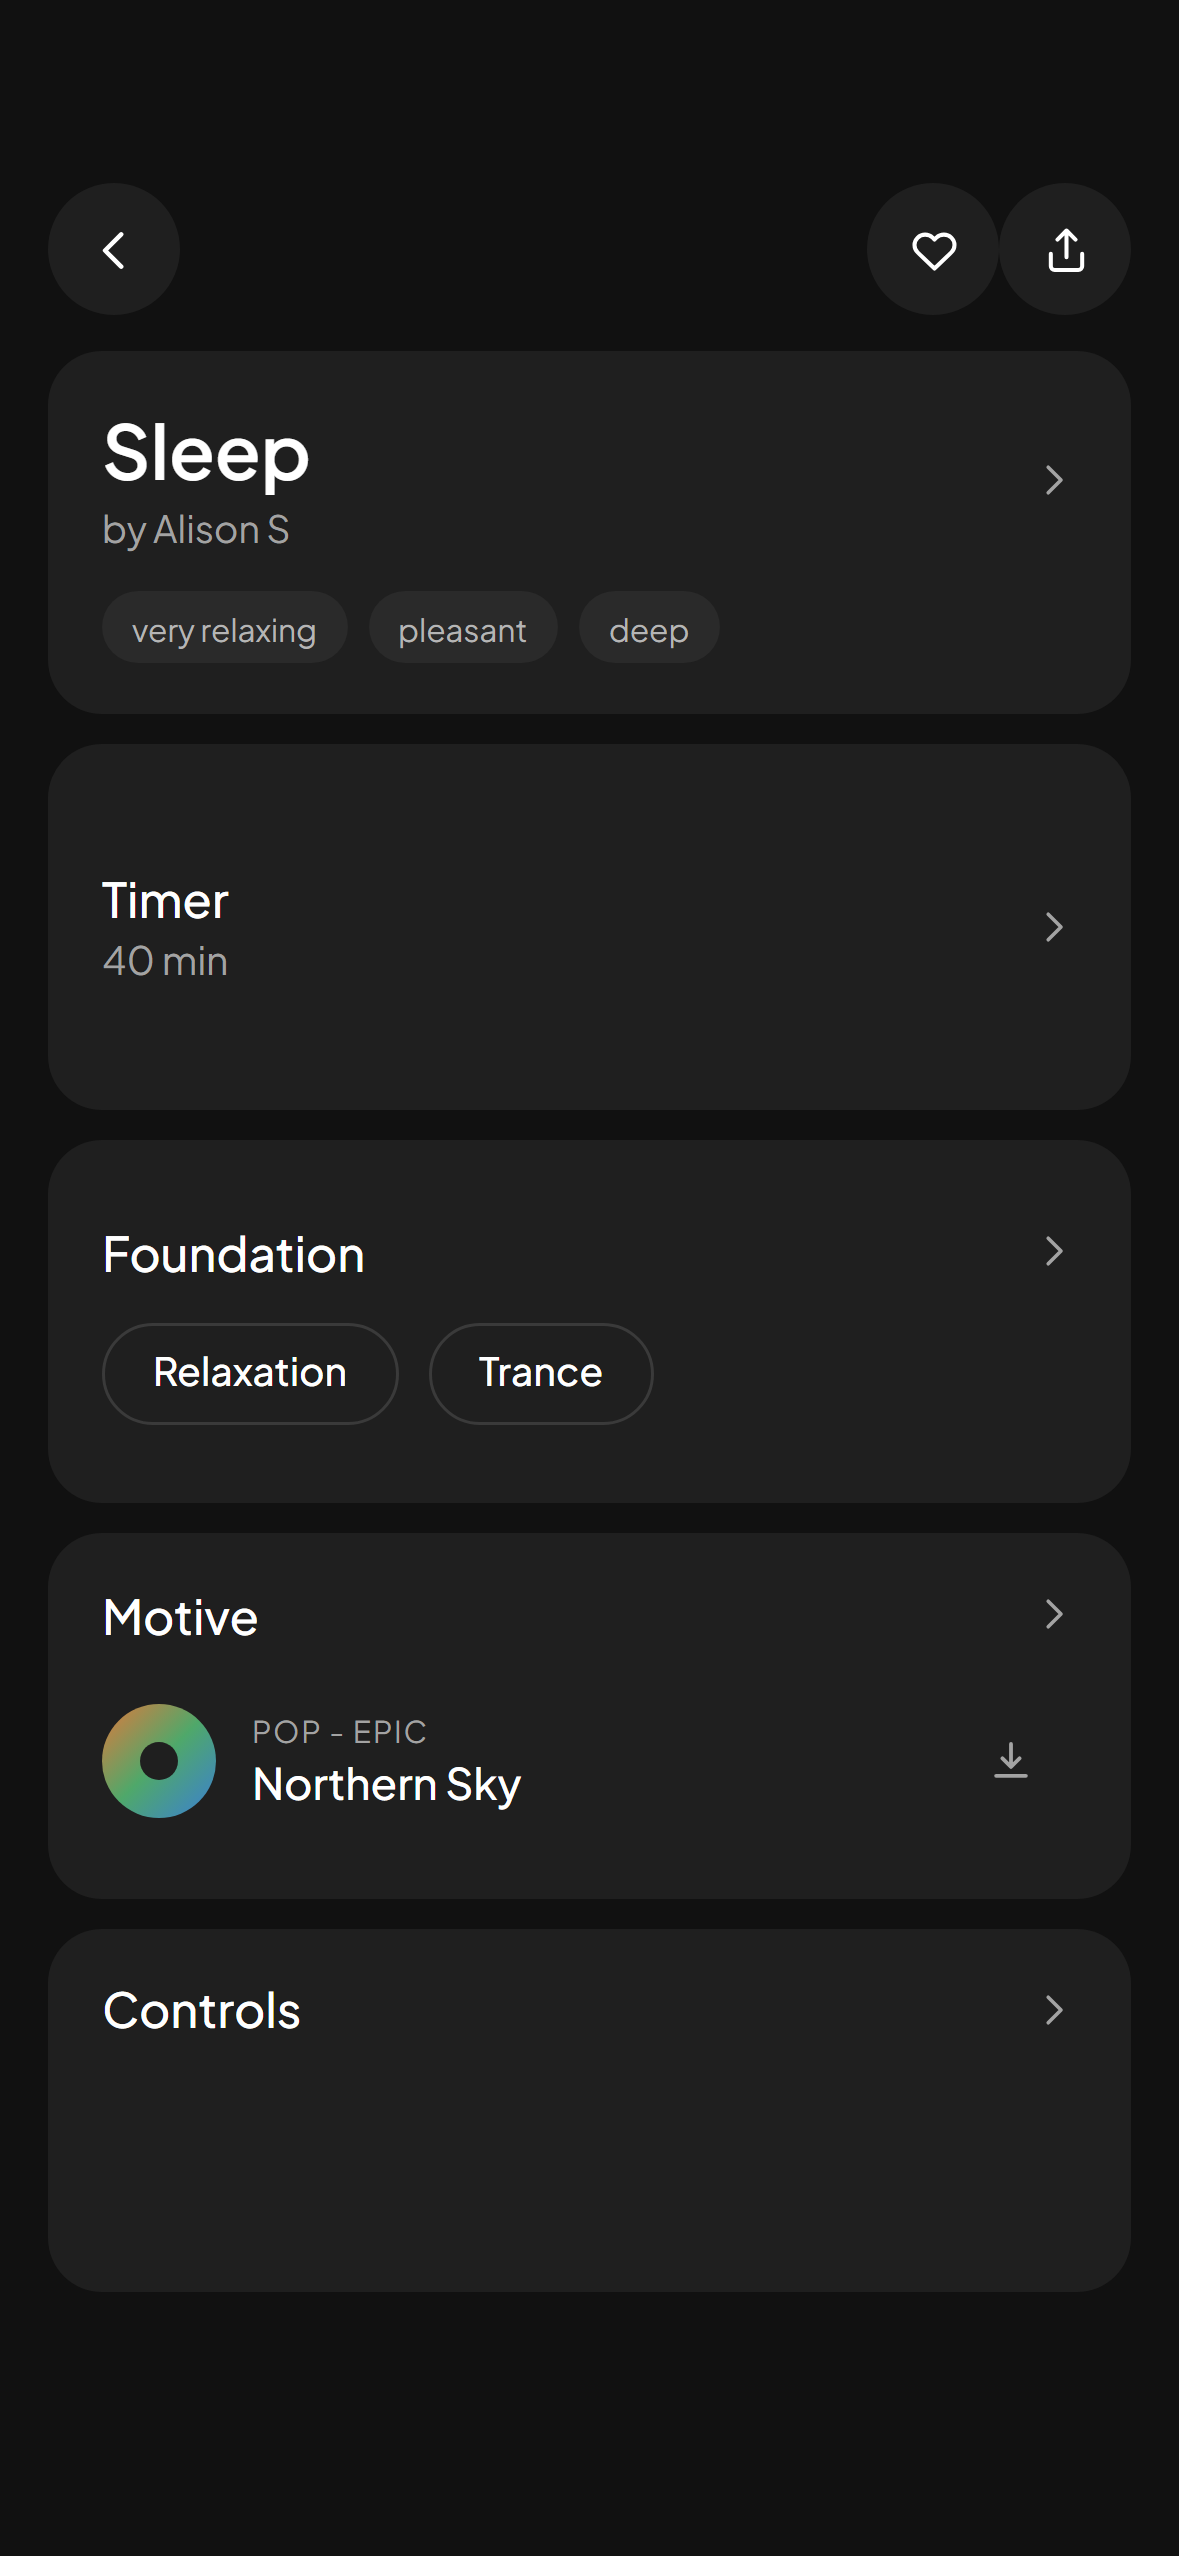 Sleep
by Alison S
very relaxing
pleasant
deep
Timer
40 min
Foundation
Relaxation
Trance
Motive
POP - EPIC
Northern Sky
Controls